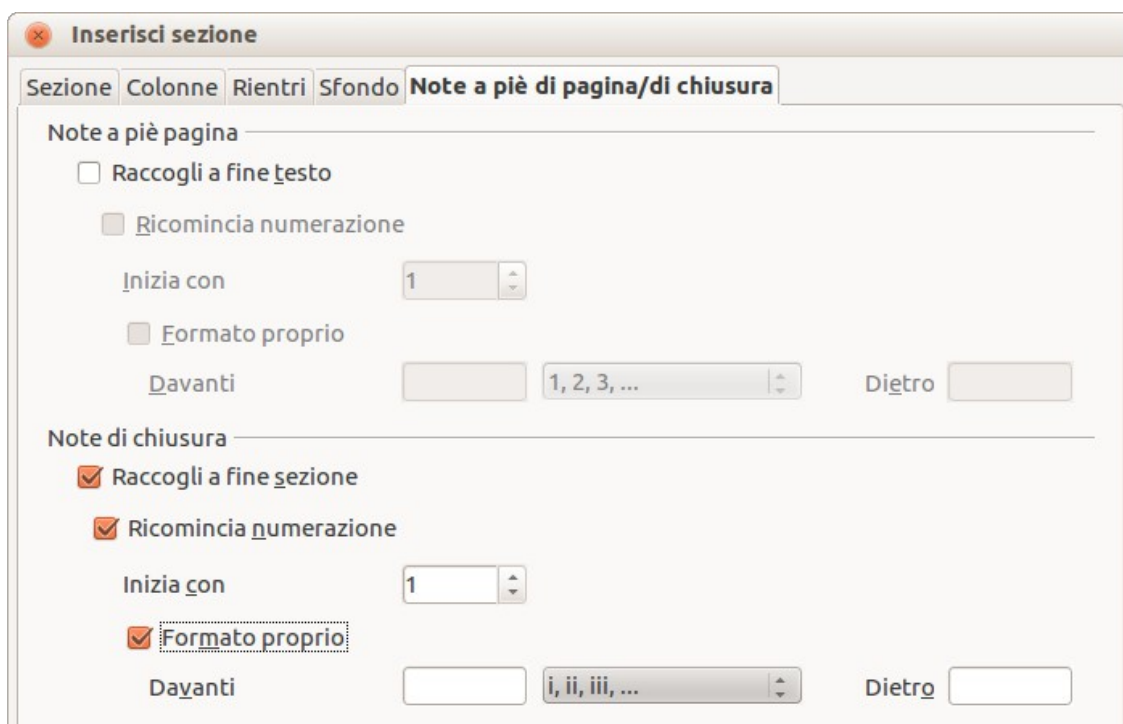 Inserisci sezione
Sezione Colonne Rientri Sfondo Note a piè di pagina/di chiusura
Note a piè pagina
Raccogli a fine testo
Ricomincia numerazione
Inizia con 1
Formato proprio
Davanti 1, 2, 3, ... Dietro
Note di chiusura
Raccogli a fine sezione
Ricomincia numerazione
Inizia con 1
Formato proprio
Davanti i, ii, iii, ... Dietro